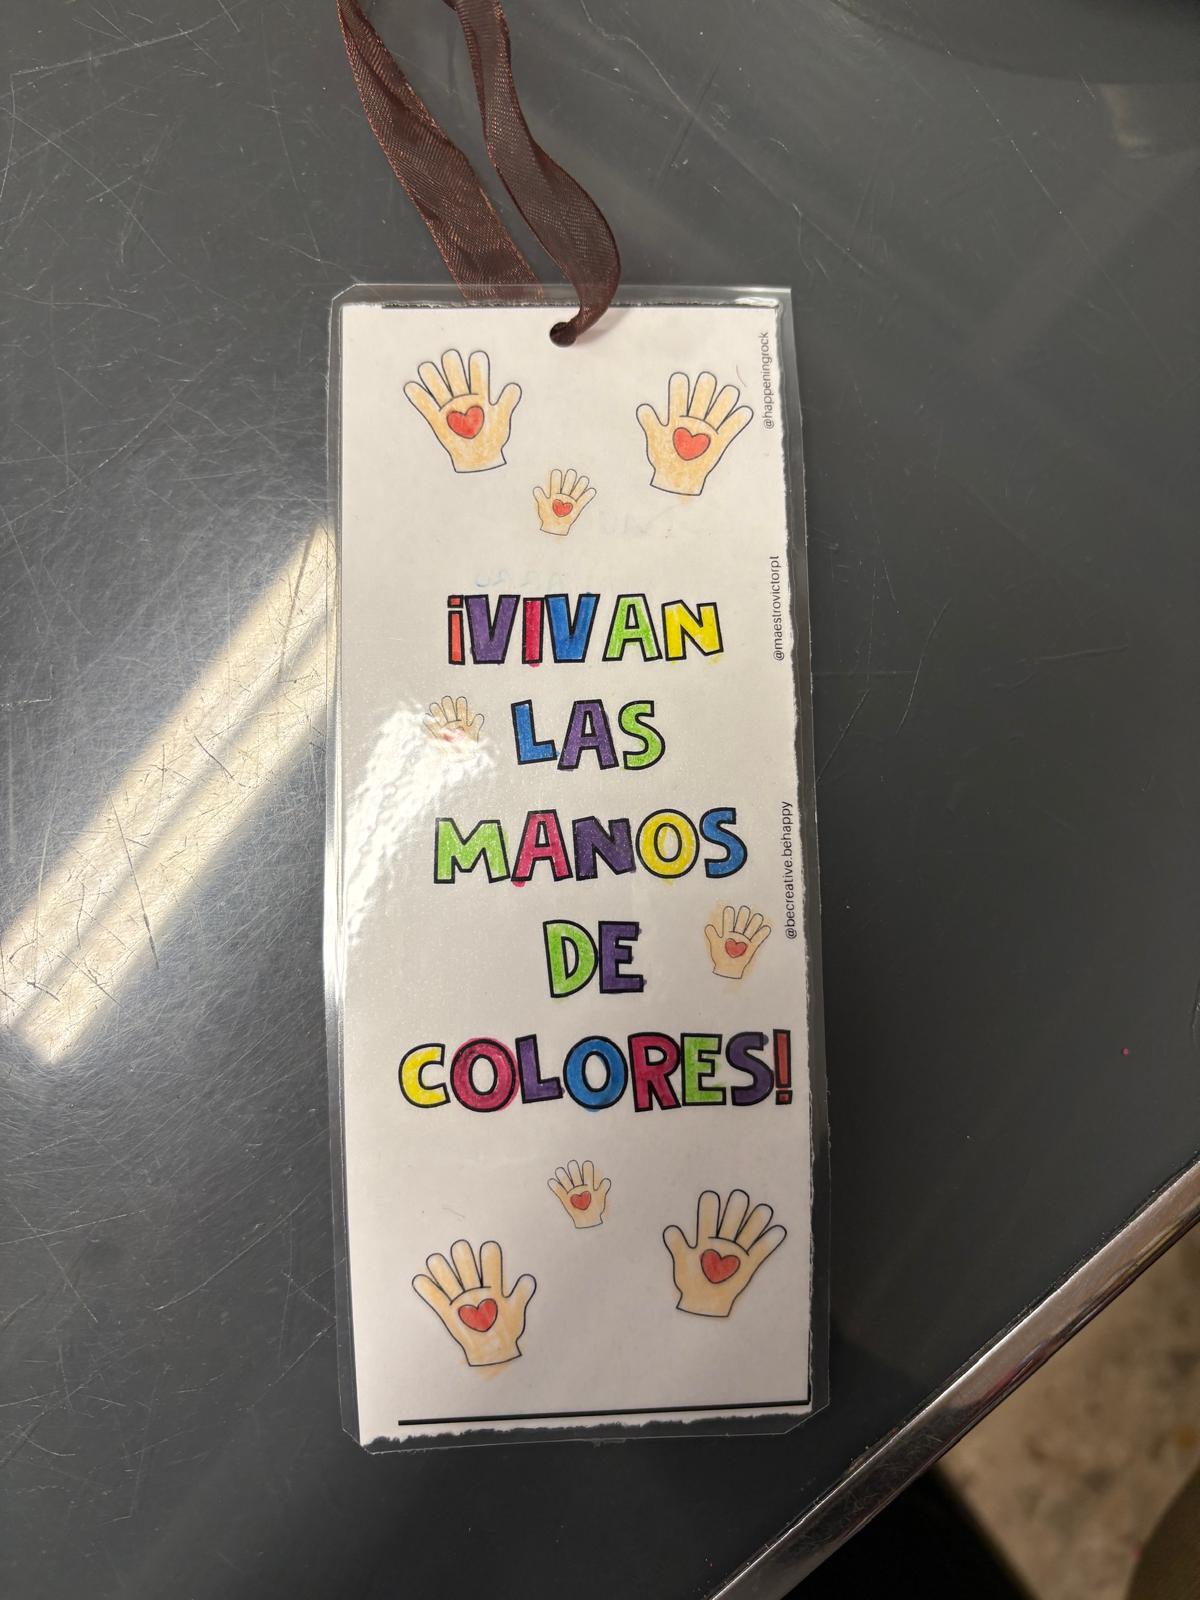 ¡VIVAN
LAS
MANOS
DE
COLORES!
@happeningrock
@maestrovictorpt
@becreative.behappy